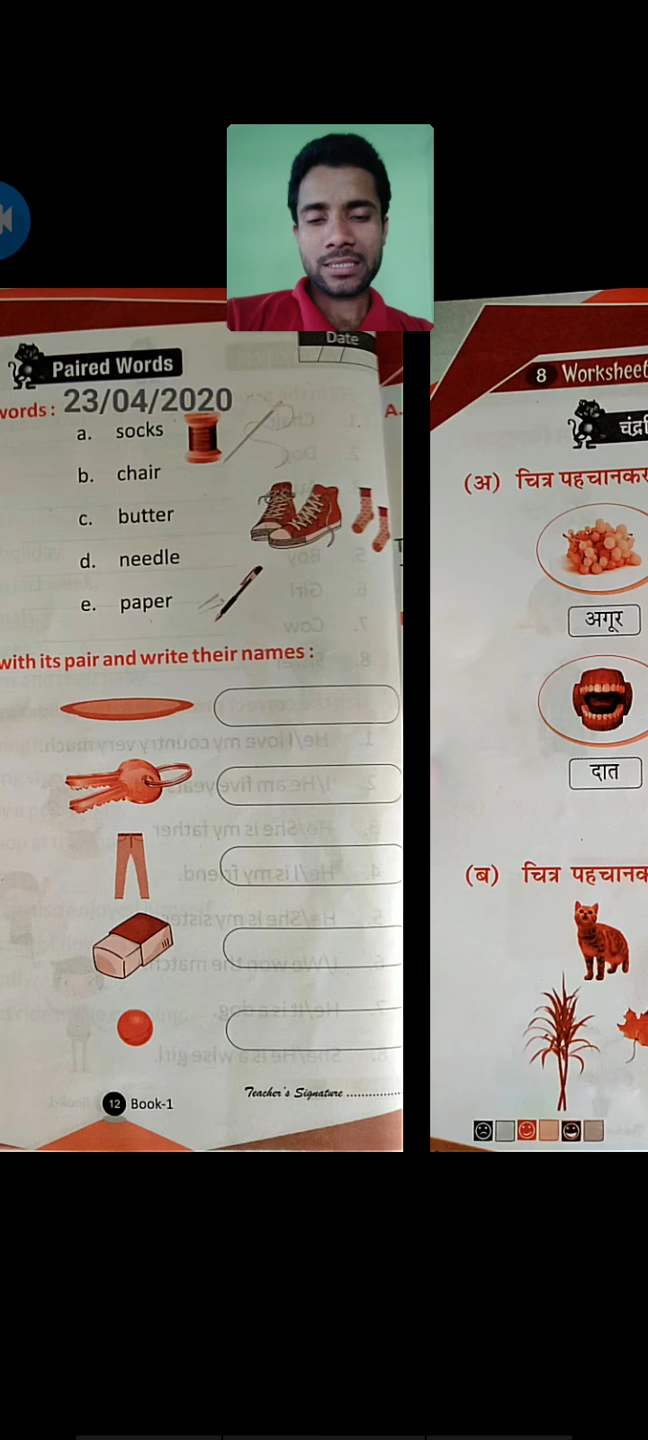 Date
Paired Words
words : 23/04/2020
a. socks
b. chair
c. butter
d. needle
e. paper
with its pair and write their names :
12 Book-1
Teacher's Signature ..............
A.
8 Worksheet
(अ) चित्र पहचानकर
अगूर
दात
(ब) चित्र पहचानक